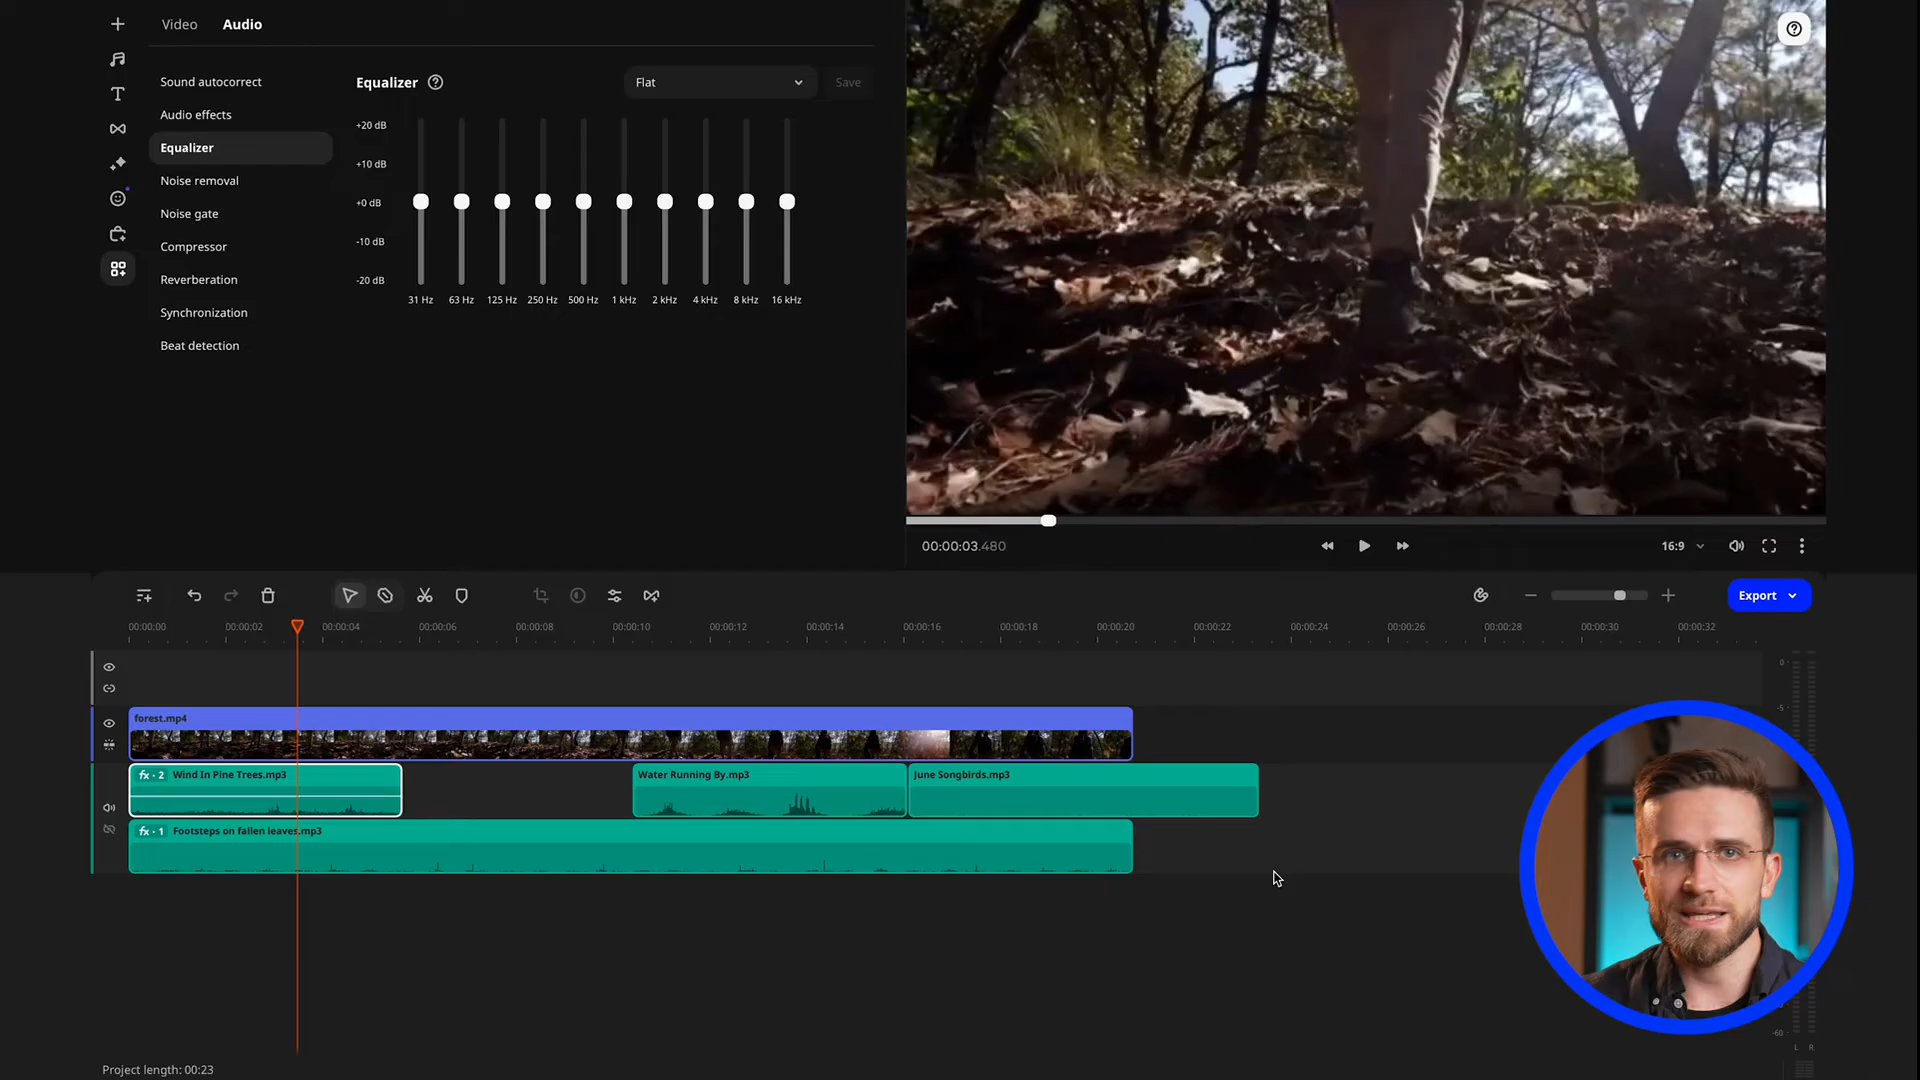 Video Audio
Sound autocorrect
Audio effects
Equalizer
Noise removal
Noise gate
Compressor
Reverberation
Synchronization
Beat detection
Equalizer Flat Save
+20 dB
+10 dB
+0 dB
-10 dB
-20 dB
31 Hz 63 Hz 125 Hz 250 Hz 500 Hz 1 kHz 2 kHz 4 kHz 8 kHz 16 kHz
00:00:03.480
16:9
Export
00:00:00 00:00:02 00:00:04 00:00:06 00:00:08 00:00:10 00:00:12 00:00:14 00:00:16 00:00:18 00:00:20 00:00:22 00:00:24 00:00:26 00:00:28 00:00:30 00:00:32
0
-5
forest.mp4
fx · 2 Wind In Pine Trees.mp3
Water Running By.mp3
June Songbirds.mp3
fx · 1 Footsteps on fallen leaves.mp3
-60
L R
Project length: 00:23